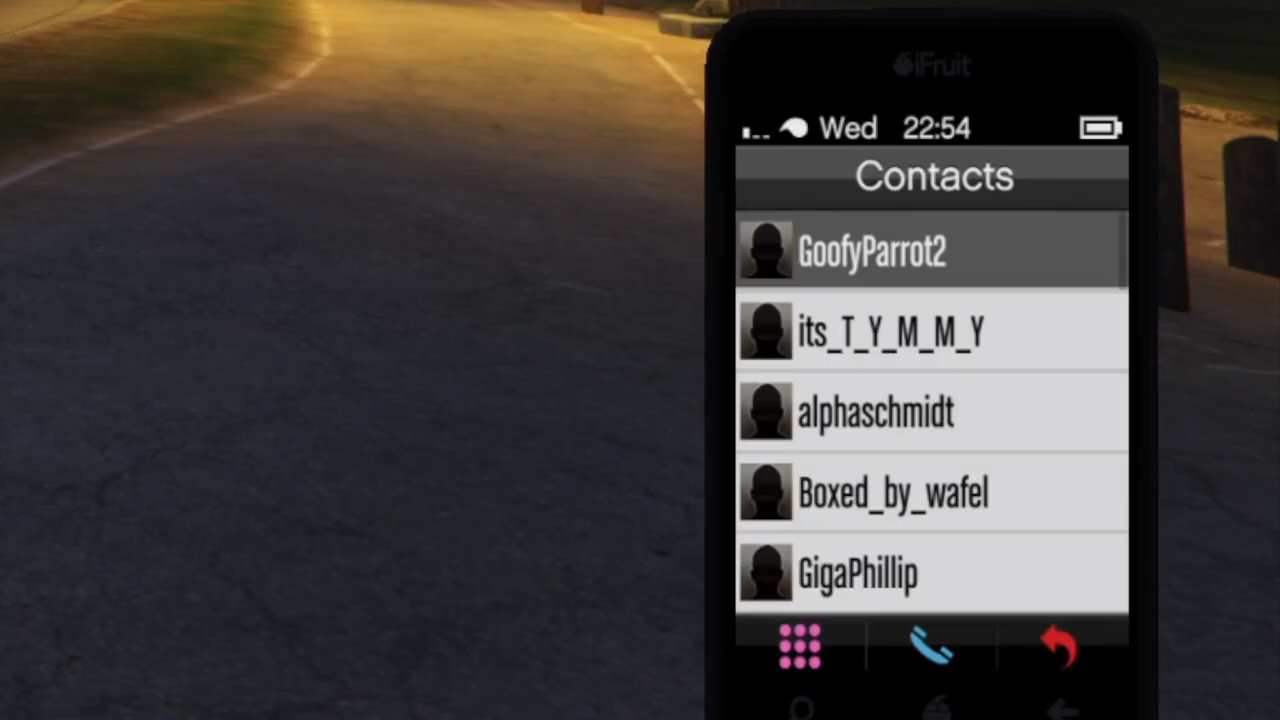 iFruit
Wed 22:54
Contacts
GoofyParrot2
its_T_Y_M_M_Y
alphaschmidt
Boxed_by_wafel
GigaPhillip